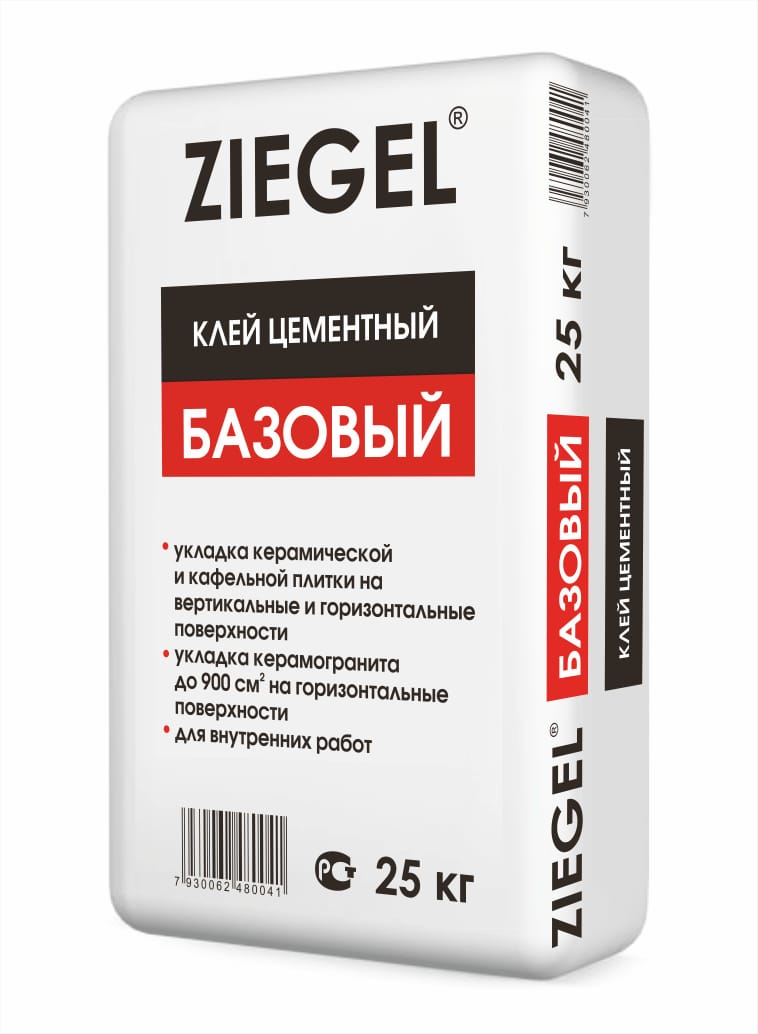 ZIEGEL®
КЛЕЙ ЦЕМЕНТНЫЙ
БАЗОВЫЙ
• укладка керамической
и кафельной плитки на
вертикальные и горизонтальные
поверхности
• укладка керамогранита
до 900 см² на горизонтальные
поверхности
• для внутренних работ
7 930062 480041
РСТ 25 кг
7 930062 480041
25 кг
БАЗОВЫЙ
КЛЕЙ ЦЕМЕНТНЫЙ
ZIEGEL®